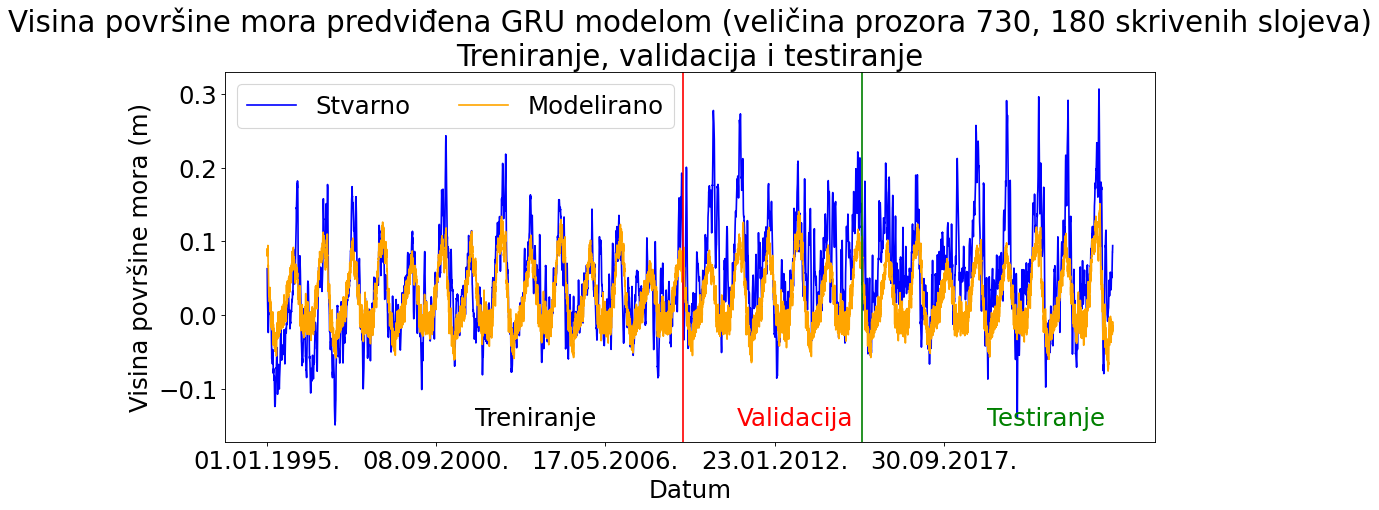 Visina površine mora predviđena GRU modelom (veličina prozora 730, 180 skrivenih slojeva)
Treniranje, validacija i testiranje
Stvarno
Modelirano
Visina površine mora (m)
0.3
0.2
0.1
0.0
−0.1
Treniranje
Validacija
Testiranje
01.01.1995.
08.09.2000.
17.05.2006.
23.01.2012.
30.09.2017.
Datum